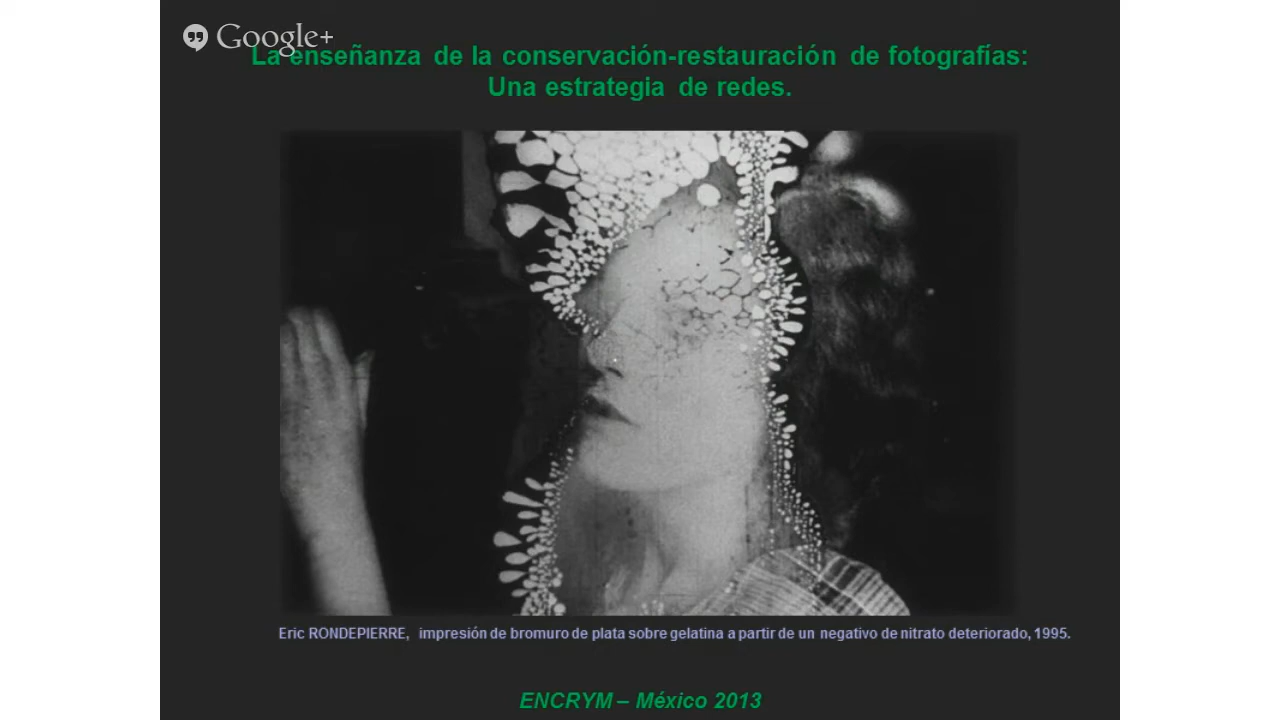 Google+
La enseñanza de la conservación-restauración de fotografías:
Una estrategia de redes.
Eric RONDEPIERRE, impresión de bromuro de plata sobre gelatina a partir de un negativo de nitrato deteriorado, 1995.
ENCRYM – México 2013